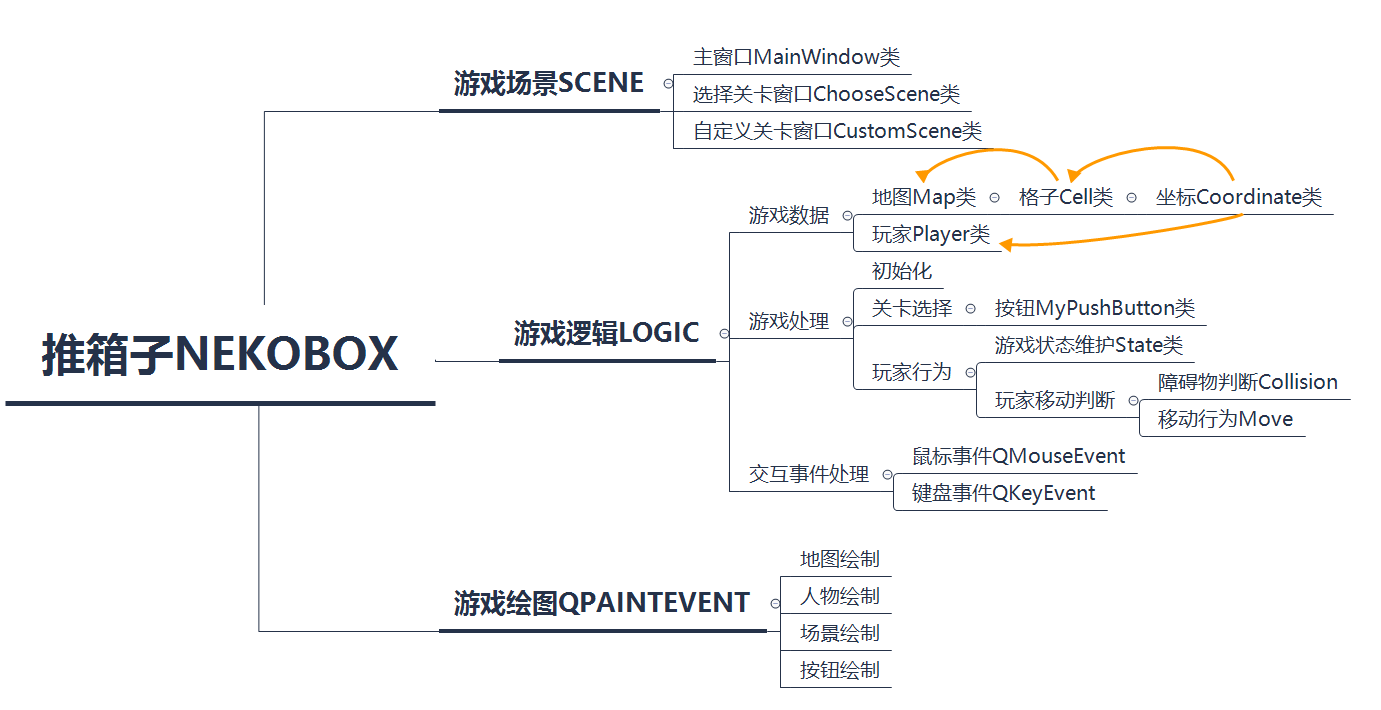 推箱子NEKOBOX
游戏场景SCENE
主窗口MainWindow类
选择关卡窗口ChooseScene类
自定义关卡窗口CustomScene类
游戏逻辑LOGIC
游戏数据
地图Map类
格子Cell类
坐标Coordinate类
玩家Player类
游戏处理
初始化
关卡选择
按钮MyPushButton类
玩家行为
游戏状态维护State类
玩家移动判断
障碍物判断Collision
移动行为Move
交互事件处理
鼠标事件QMouseEvent
键盘事件QKeyEvent
游戏绘图QPAINTEVENT
地图绘制
人物绘制
场景绘制
按钮绘制